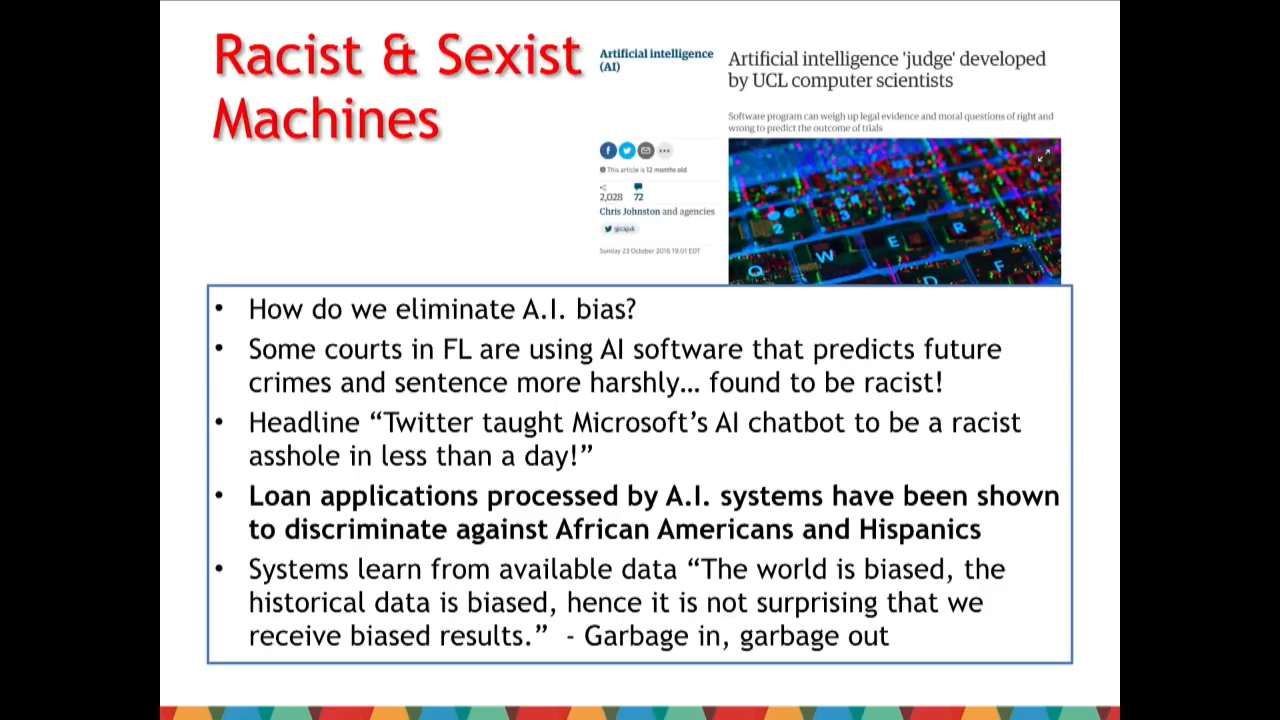 Racist & Sexist
Machines
Artificial intelligence
(AI)
Artificial intelligence 'judge' developed
by UCL computer scientists
Software program can weigh up legal evidence and moral questions of right and
wrong to predict the outcome of trials
This article is 12 months old
2,028 72
Chris Johnston and agencies
@cajuk
Sunday 23 October 2016 19.01 EDT
2 3 4
Q W E R
D F
• How do we eliminate A.I. bias?
• Some courts in FL are using AI software that predicts future
crimes and sentence more harshly… found to be racist!
• Headline “Twitter taught Microsoft’s AI chatbot to be a racist
asshole in less than a day!”
• Loan applications processed by A.I. systems have been shown
to discriminate against African Americans and Hispanics
• Systems learn from available data “The world is biased, the
historical data is biased, hence it is not surprising that we
receive biased results.” - Garbage in, garbage out